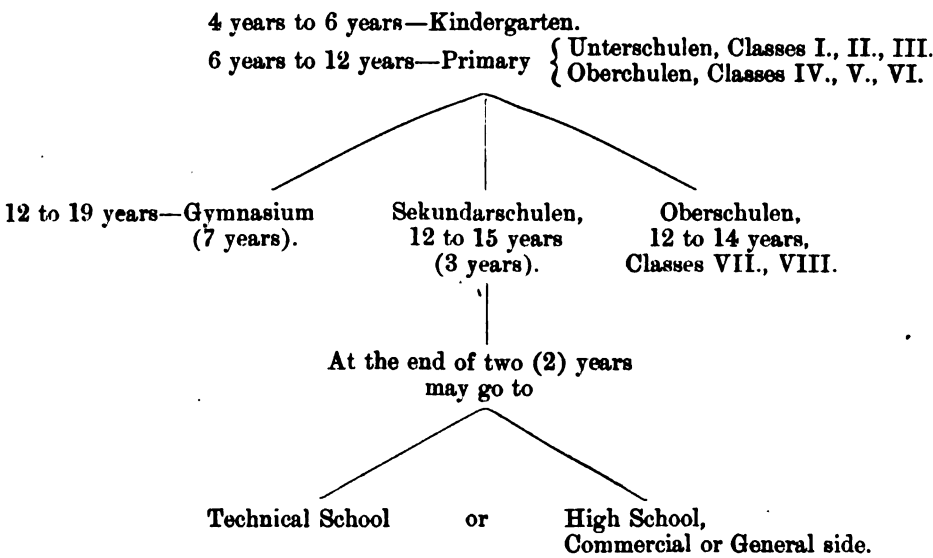 4 years to 6 years—Kindergarten.
6 years to 12 years—Primary { Unterschulen, Classes I., II., III.
Oberchulen, Classes IV., V., VI.
12 to 19 years—Gymnasium
(7 years).
Sekundarschulen,
12 to 15 years
(3 years).
Oberschulen,
12 to 14 years,
Classes VII., VIII.
At the end of two (2) years
may go to
Technical School or High School,
Commercial or General side.